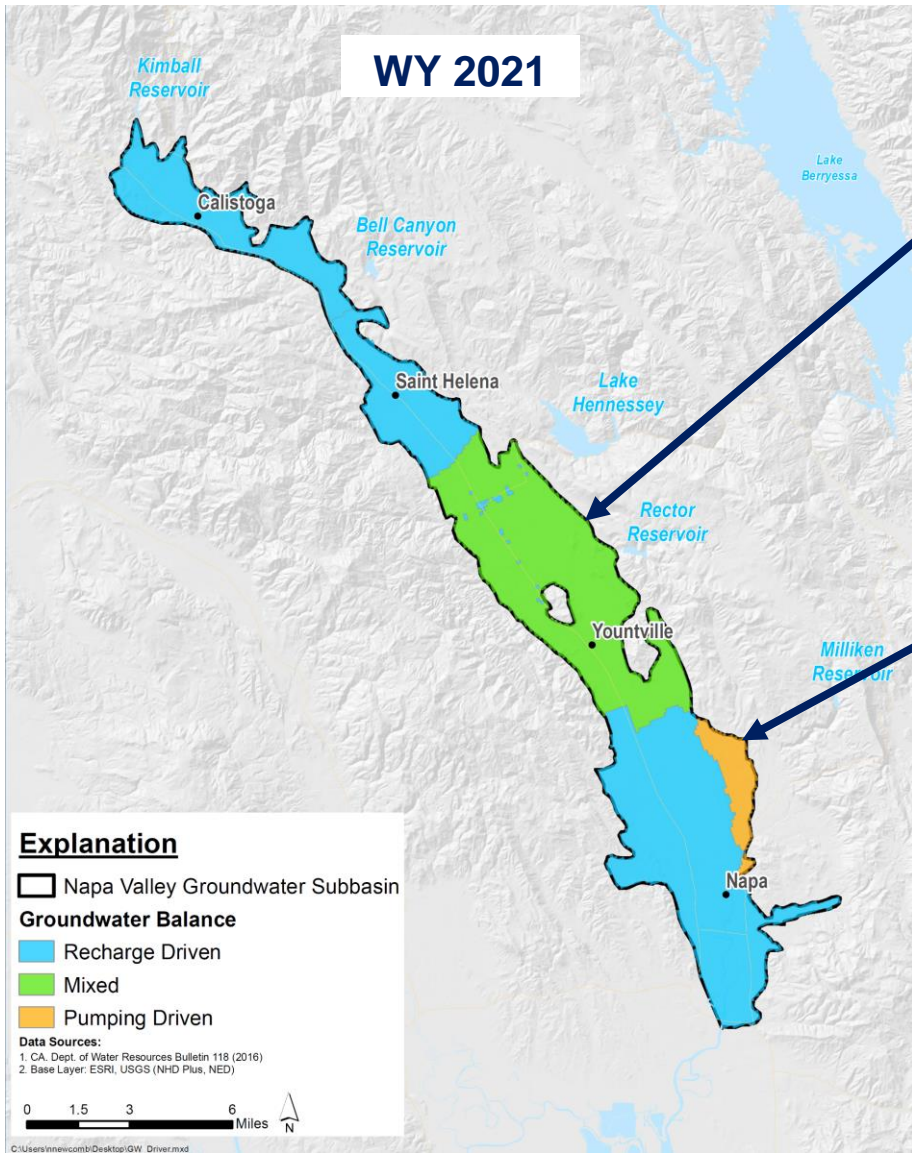 WY 2021
Kimball
Reservoir
Lake
Berryessa
Calistoga
Bell Canyon
Reservoir
Saint Helena
Lake
Hennessey
Rector
Reservoir
Yountville
Milliken
Reservoir
Napa
Explanation
Napa Valley Groundwater Subbasin
Groundwater Balance
Recharge Driven
Mixed
Pumping Driven
Data Sources:
1. CA. Dept. of Water Resources Bulletin 118 (2016)
2. Base Layer: ESRI, USGS (NHD Plus, NED)
0 1.5 3 6
Miles
N
C:\Users\nnewcomb\Desktop\GW_Driver.mxd